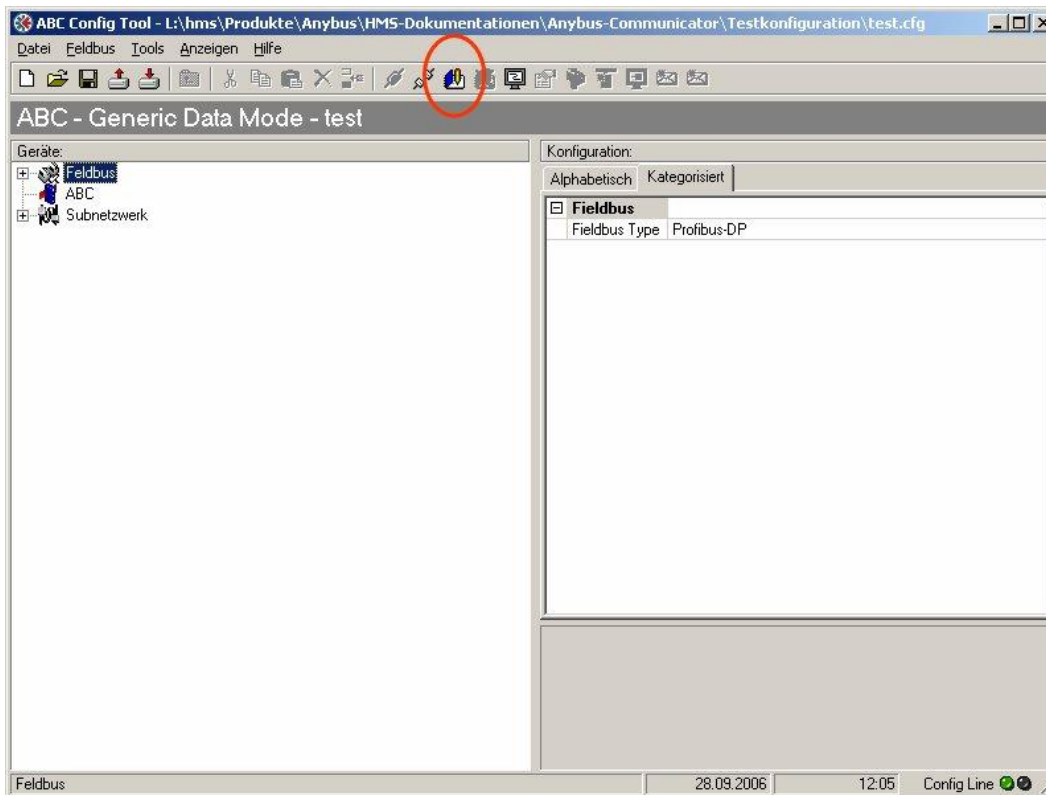 ABC Config Tool - L:\hms\Produkte\Anybus\HMS-Dokumentationen\Anybus-Communicator\Testkonfiguration\test.cfg
Datei Feldbus Tools Anzeigen Hilfe
ABC - Generic Data Mode - test
Geräte:
Feldbus
ABC
Subnetzwerk
Konfiguration:
Alphabetisch Kategorisiert
Fieldbus
Fieldbus Type Profibus-DP
Feldbus 28.09.2006 12:05 Config Line